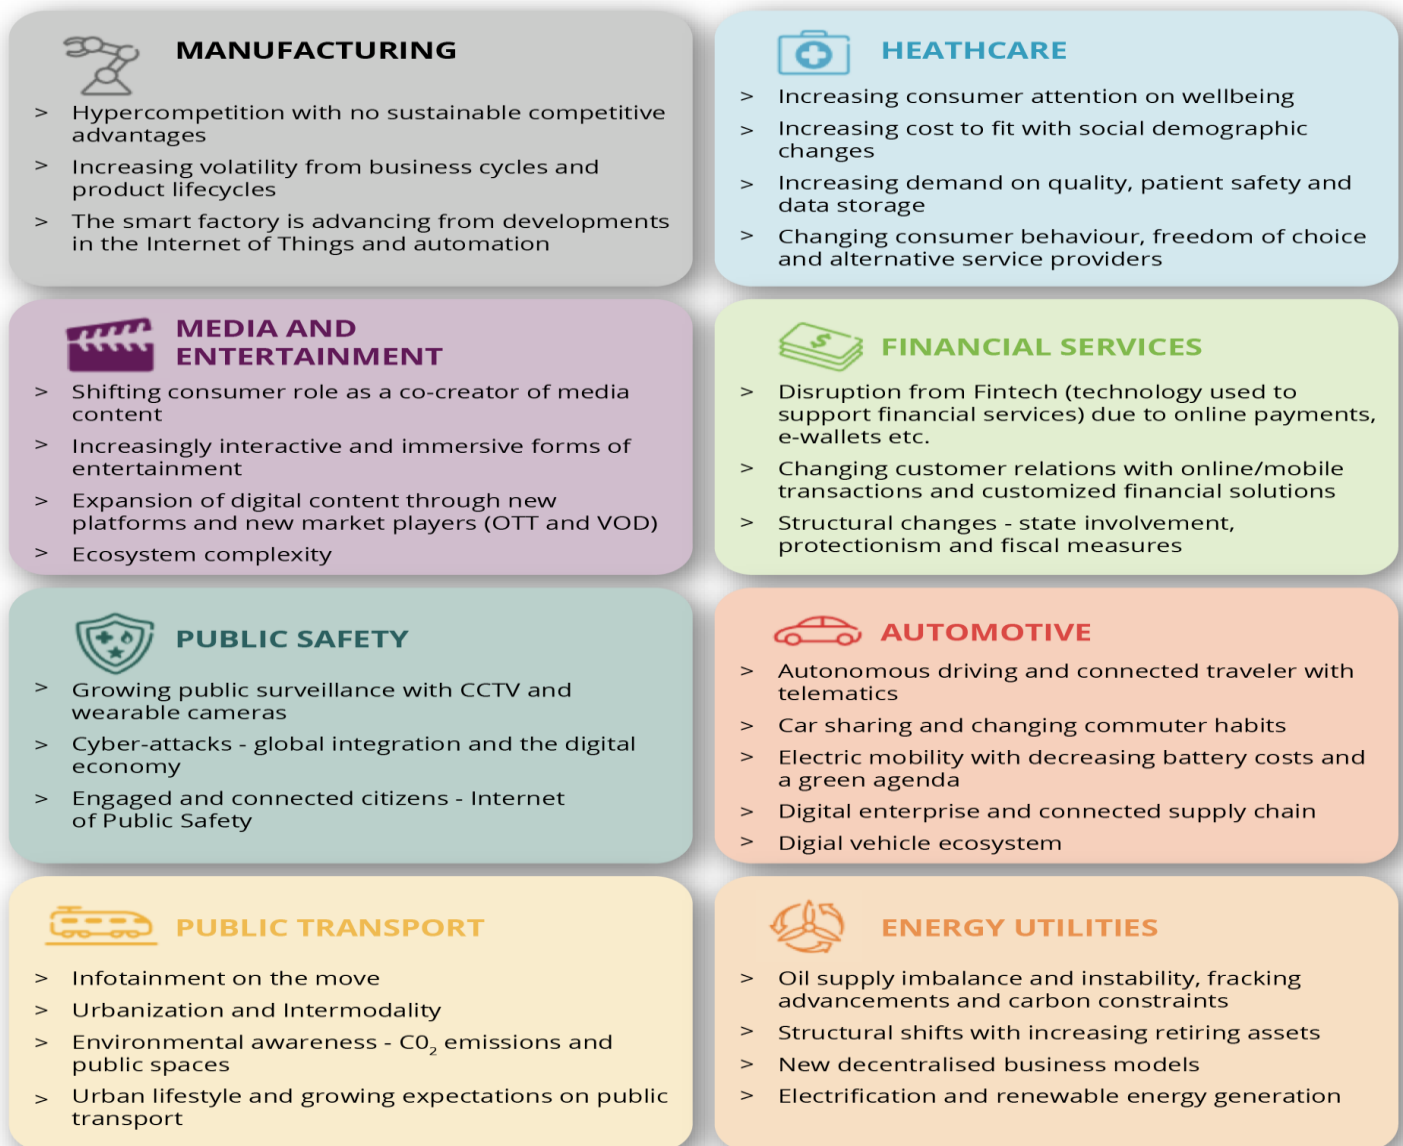 MANUFACTURING
> Hypercompetition with no sustainable competitive
advantages
> Increasing volatility from business cycles and
product lifecycles
> The smart factory is advancing from developments
in the Internet of Things and automation
HEATHCARE
> Increasing consumer attention on wellbeing
> Increasing cost to fit with social demographic
changes
> Increasing demand on quality, patient safety and
data storage
> Changing consumer behaviour, freedom of choice
and alternative service providers
MEDIA AND
ENTERTAINMENT
> Shifting consumer role as a co-creator of media
content
> Increasingly interactive and immersive forms of
entertainment
> Expansion of digital content through new
platforms and new market players (OTT and VOD)
> Ecosystem complexity
$
FINANCIAL SERVICES
> Disruption from Fintech (technology used to
support financial services) due to online payments,
e-wallets etc.
> Changing customer relations with online/mobile
transactions and customized financial solutions
> Structural changes - state involvement,
protectionism and fiscal measures
PUBLIC SAFETY
> Growing public surveillance with CCTV and
wearable cameras
> Cyber-attacks - global integration and the digital
economy
> Engaged and connected citizens - Internet
of Public Safety
AUTOMOTIVE
> Autonomous driving and connected traveler with
telematics
> Car sharing and changing commuter habits
> Electric mobility with decreasing battery costs and
a green agenda
> Digital enterprise and connected supply chain
> Digial vehicle ecosystem
PUBLIC TRANSPORT
> Infotainment on the move
> Urbanization and Intermodality
> Environmental awareness - C0₂ emissions and
public spaces
> Urban lifestyle and growing expectations on public
transport
ENERGY UTILITIES
> Oil supply imbalance and instability, fracking
advancements and carbon constraints
> Structural shifts with increasing retiring assets
> New decentralised business models
> Electrification and renewable energy generation